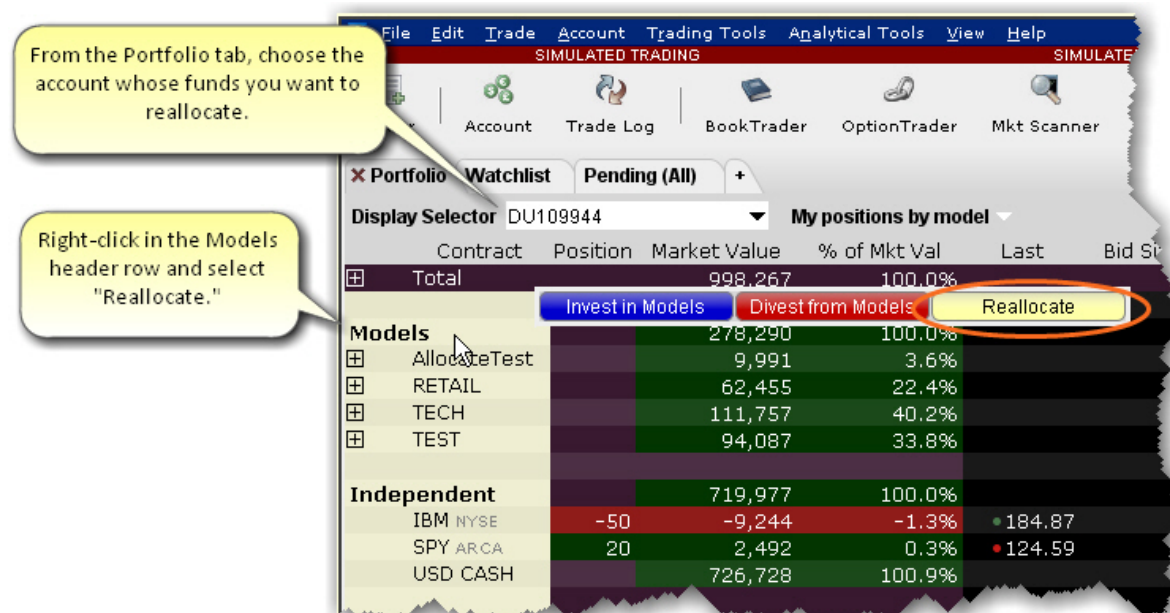 From the Portfolio tab, choose the
account whose funds you want to
reallocate.
Right-click in the Models
header row and select
"Reallocate."
File Edit Trade Account Trading Tools Analytical Tools View Help
SIMULATED TRADING
Account Trade Log BookTrader OptionTrader Mkt Scanner
Portfolio Watchlist Pending (All) +
Display Selector DU109944 My positions by model
Contract Position Market Value % of Mkt Val Last Bid
Total 998,267 100.0%
Invest in Models Divest from Models Reallocate
Models 278,290 100.0%
AllocateTest 9,991 3.6%
RETAIL 62,455 22.4%
TECH 111,757 40.2%
TEST 94,087 33.8%
Independent 719,977 100.0%
IBM NYSE -50 -9,244 -1.3% 184.87
SPY ARCA 20 2,492 0.3% 124.59
USD CASH 726,728 100.9%